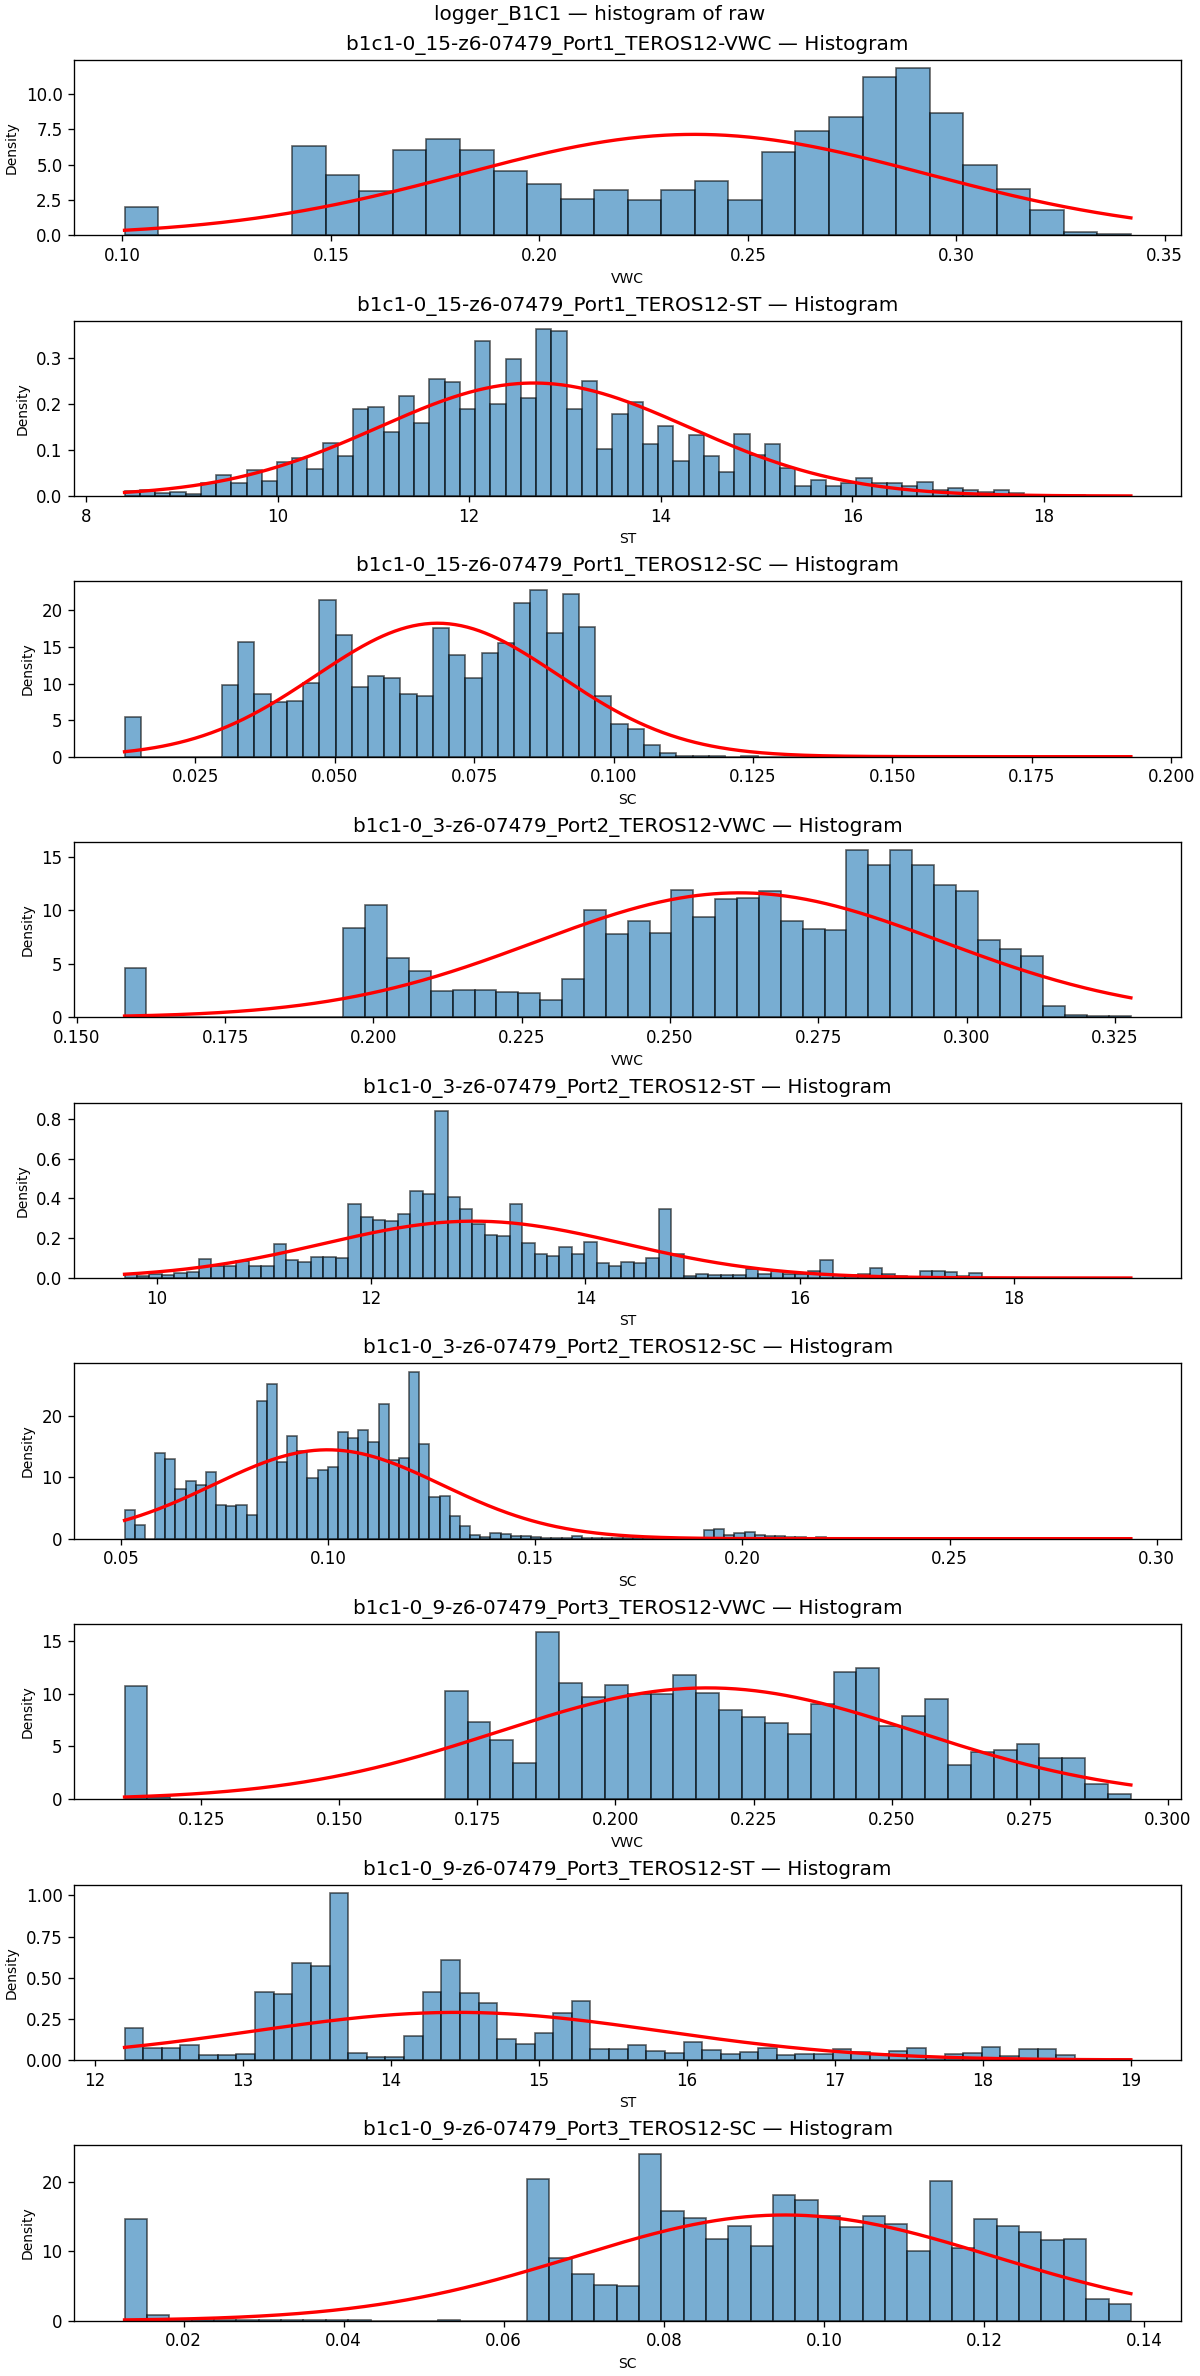 logger_B1C1 — histogram of raw
b1c1-0_15-z6-07479_Port1_TEROS12-VWC — Histogram
Density
10.0
7.5
5.0
2.5
0.0
0.10 0.15 0.20 0.25 0.30 0.35
VWC
b1c1-0_15-z6-07479_Port1_TEROS12-ST — Histogram
Density
0.3
0.2
0.1
0.0
8 10 12 14 16 18
ST
b1c1-0_15-z6-07479_Port1_TEROS12-SC — Histogram
Density
20
15
10
5
0
0.025 0.050 0.075 0.100 0.125 0.150 0.175 0.200
SC
b1c1-0_3-z6-07479_Port2_TEROS12-VWC — Histogram
Density
15
10
5
0
0.150 0.175 0.200 0.225 0.250 0.275 0.300 0.325
VWC
b1c1-0_3-z6-07479_Port2_TEROS12-ST — Histogram
Density
0.8
0.6
0.4
0.2
0.0
10 12 14 16 18
ST
b1c1-0_3-z6-07479_Port2_TEROS12-SC — Histogram
Density
20
10
0
0.05 0.10 0.15 0.20 0.25 0.30
SC
b1c1-0_9-z6-07479_Port3_TEROS12-VWC — Histogram
Density
15
10
5
0
0.125 0.150 0.175 0.200 0.225 0.250 0.275 0.300
VWC
b1c1-0_9-z6-07479_Port3_TEROS12-ST — Histogram
Density
1.00
0.75
0.50
0.25
0.00
12 13 14 15 16 17 18 19
ST
b1c1-0_9-z6-07479_Port3_TEROS12-SC — Histogram
Density
20
10
0
0.02 0.04 0.06 0.08 0.10 0.12 0.14
SC